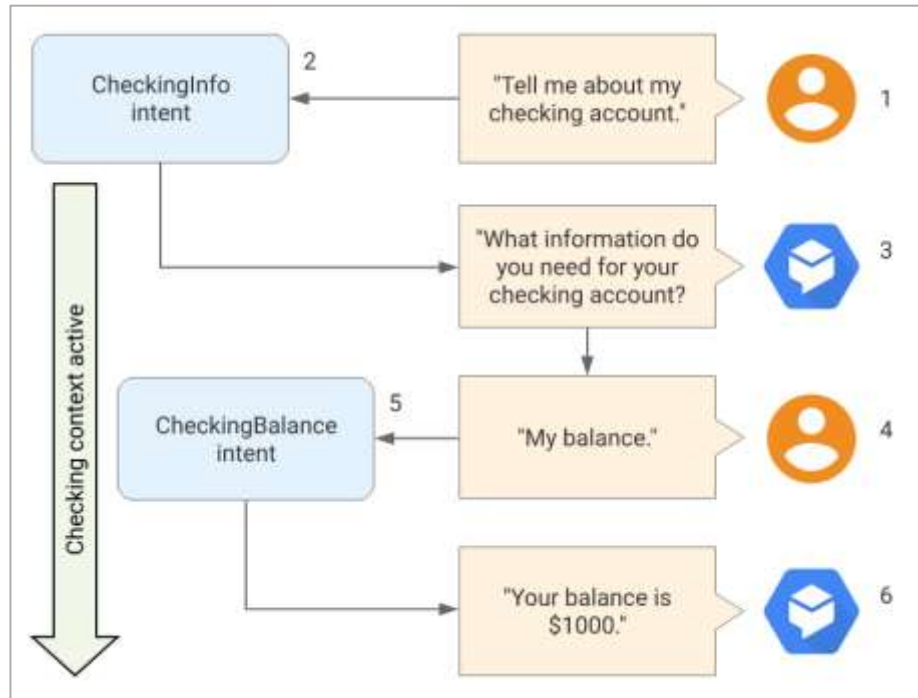 CheckingInfo
intent
2
"Tell me about my
checking account."
1
"What information do
you need for your
checking account?
3
Checking context active
CheckingBalance
intent
5
"My balance."
4
"Your balance is
$1000."
6